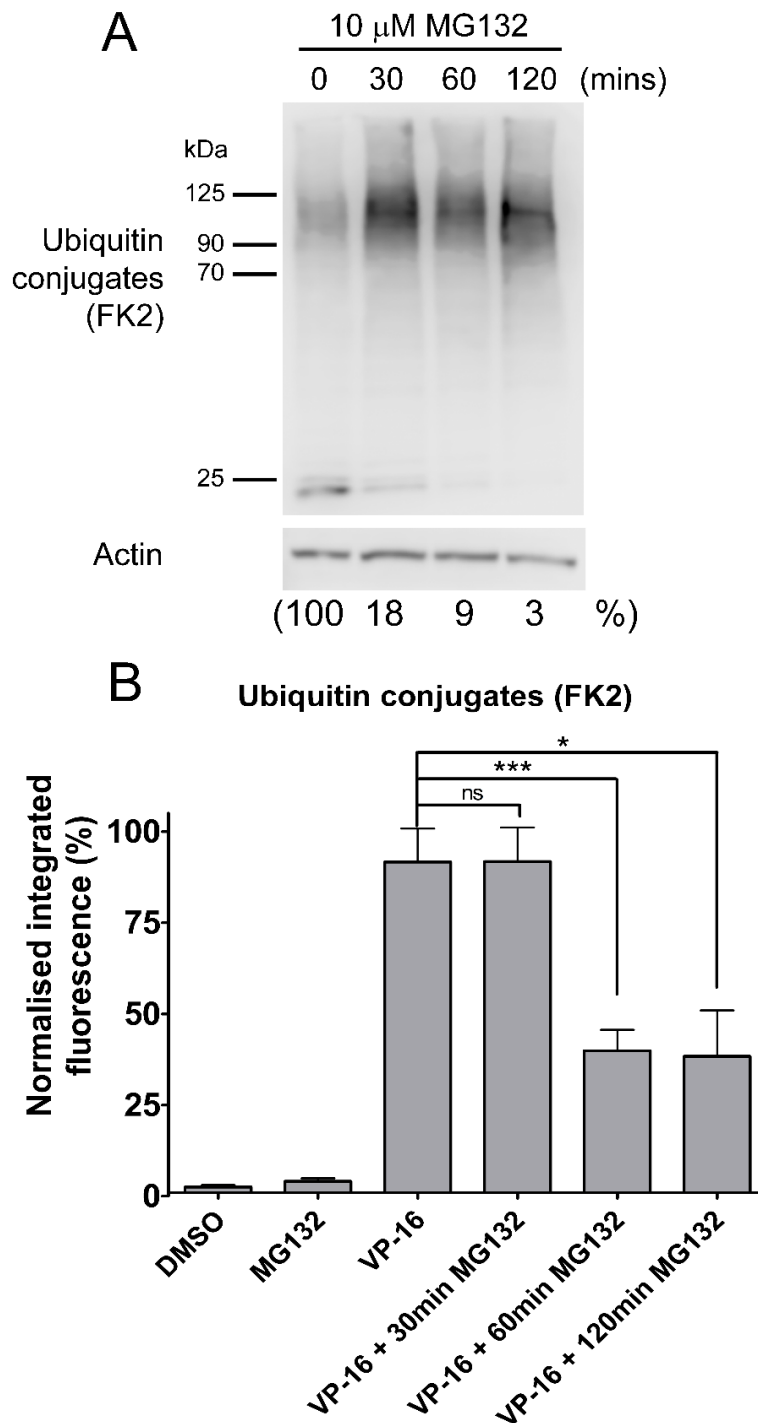 A
10 μM MG132
0 30 60 120 (mins)
kDa
125
Ubiquitin
conjugates
(FK2)
90
70
25
Actin
(100 18 9 3 %)
B
Ubiquitin conjugates (FK2)
*
***
ns
Normalised integrated
fluorescence (%)
100
75
50
25
0
DMSO
MG132
VP-16
VP-16 + 30min MG132
VP-16 + 60min MG132
VP-16 + 120min MG132